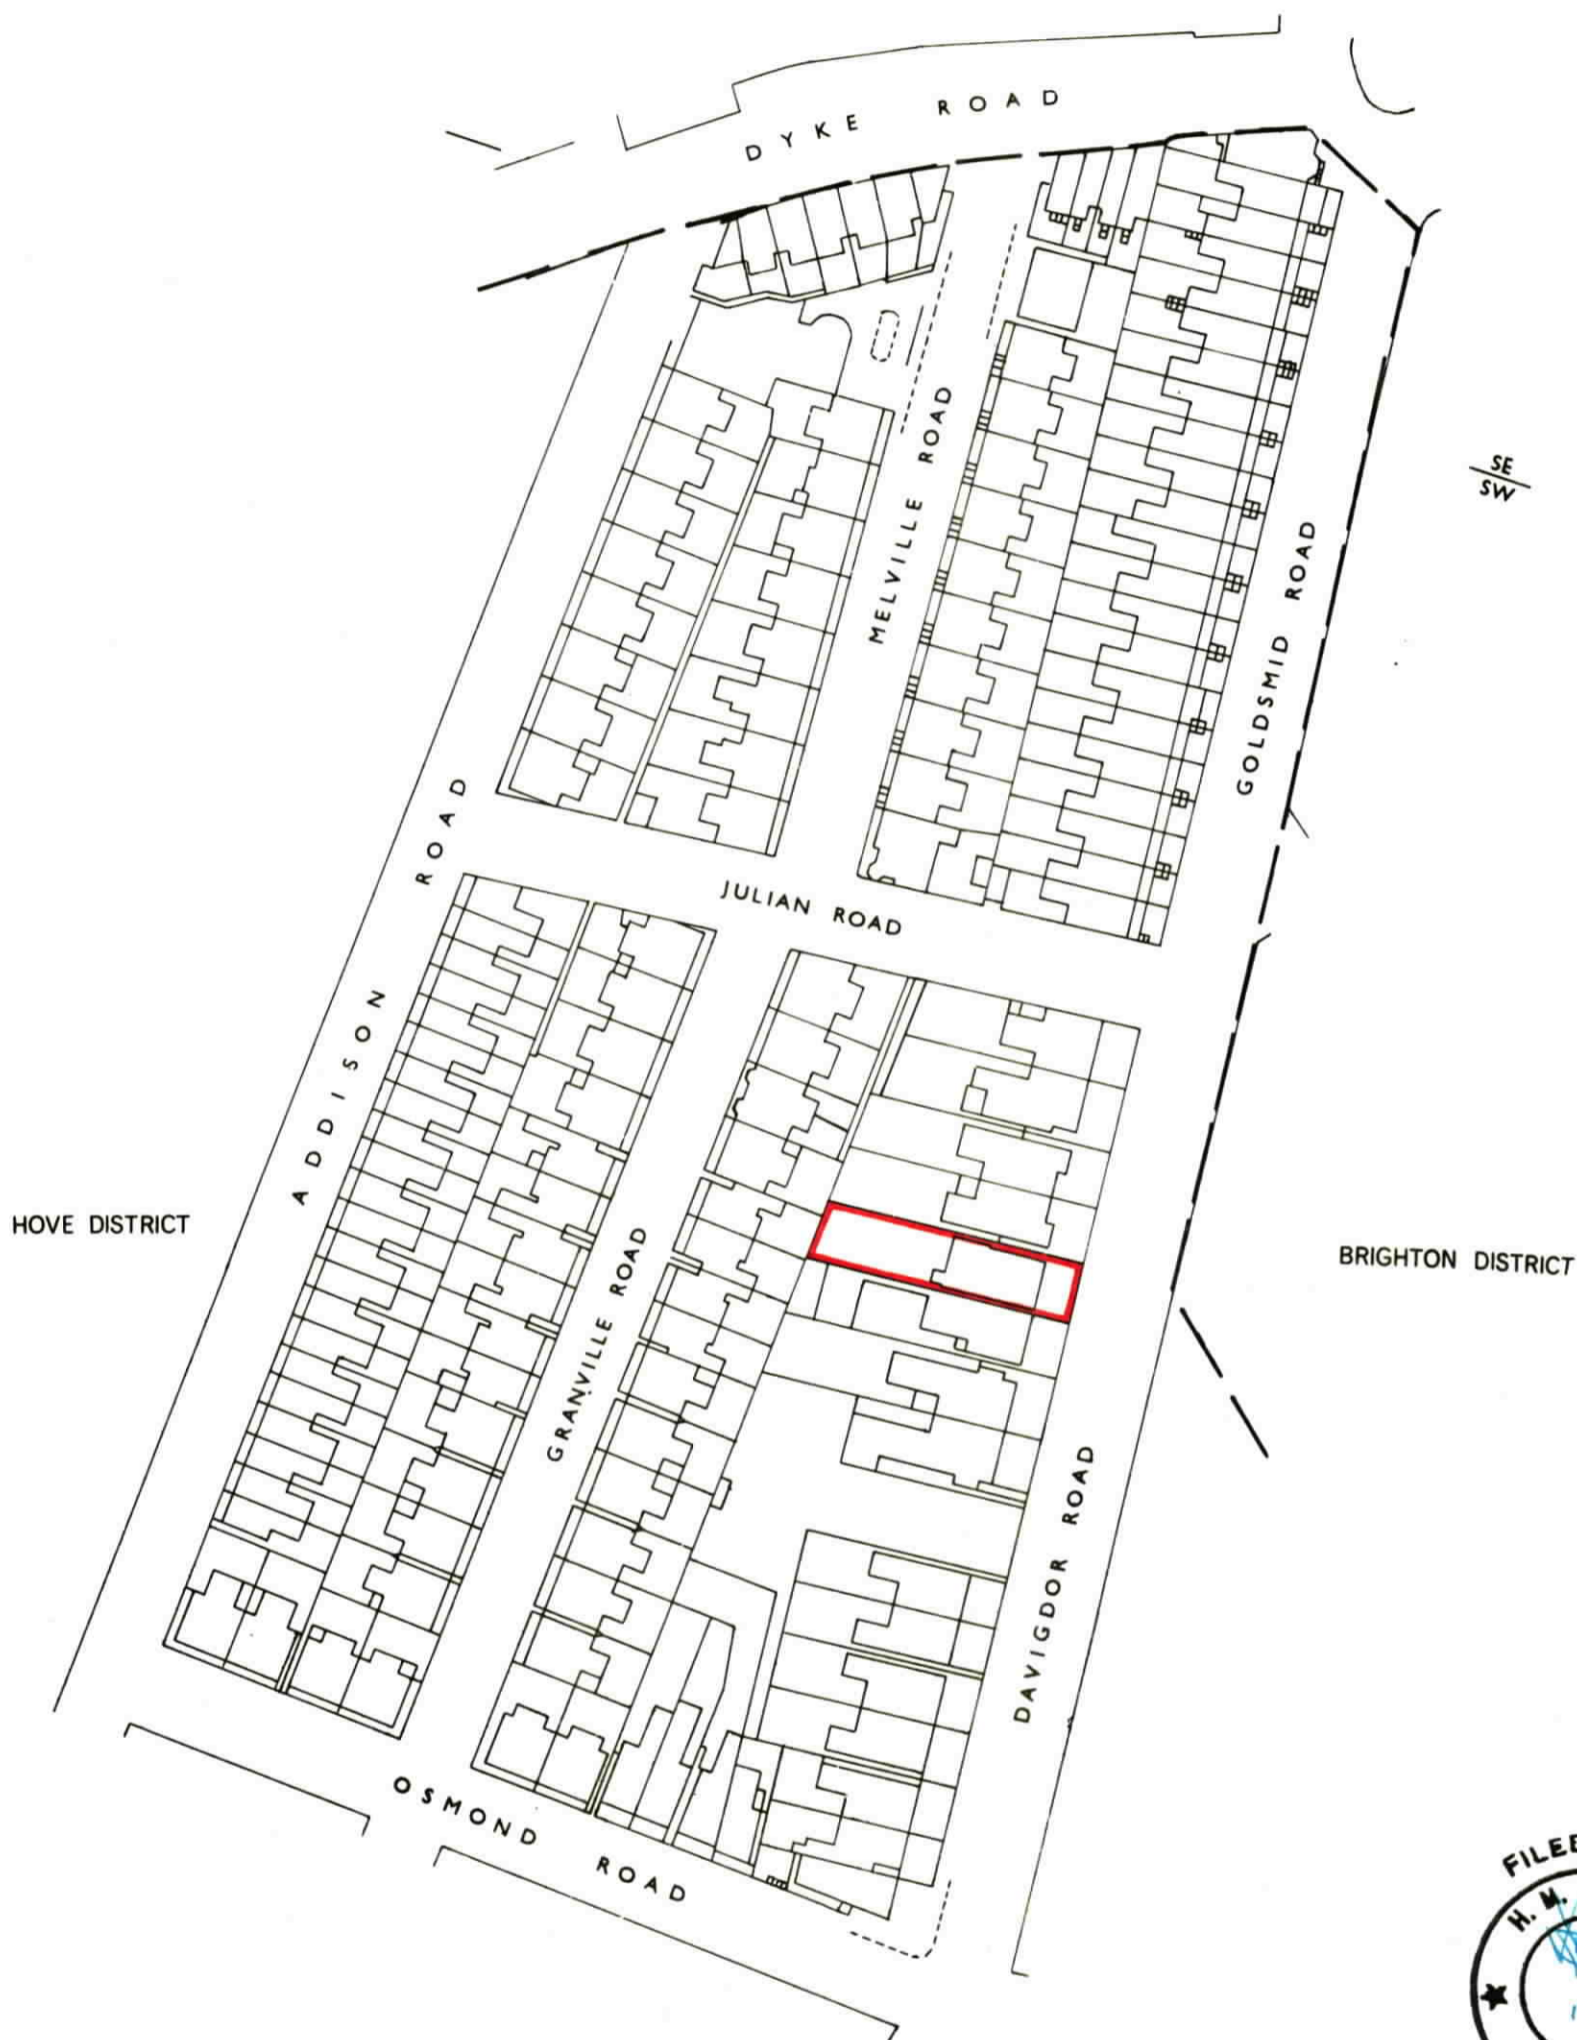 DYKE ROAD
MELVILLE ROAD
SE
SW
GOLDSMID ROAD
JULIAN ROAD
ADDISON ROAD
HOVE DISTRICT
BRIGHTON DISTRICT
GRANVILLE ROAD
DAVIGDOR ROAD
OSMOND ROAD
H. M.